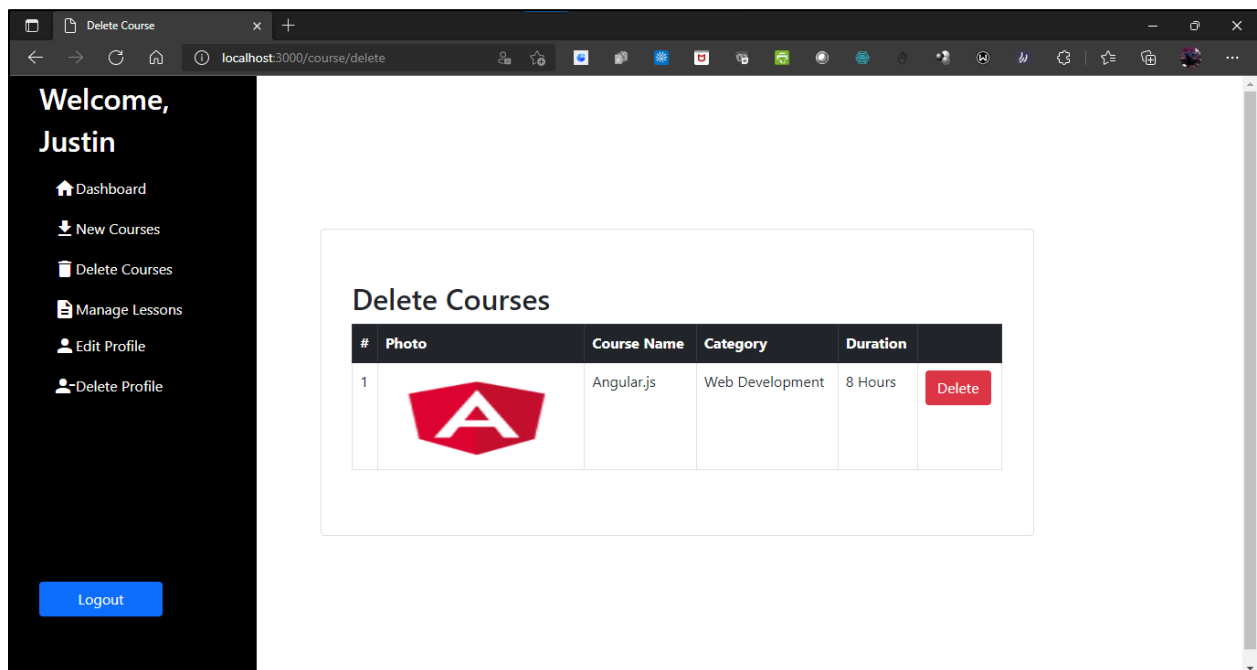 Delete Course
localhost:3000/course/delete
Welcome,
Justin
Dashboard
New Courses
Delete Courses
Manage Lessons
Edit Profile
Delete Profile
Logout
Delete Courses
# Photo Course Name Category Duration
1 A Angular.js Web Development 8 Hours Delete